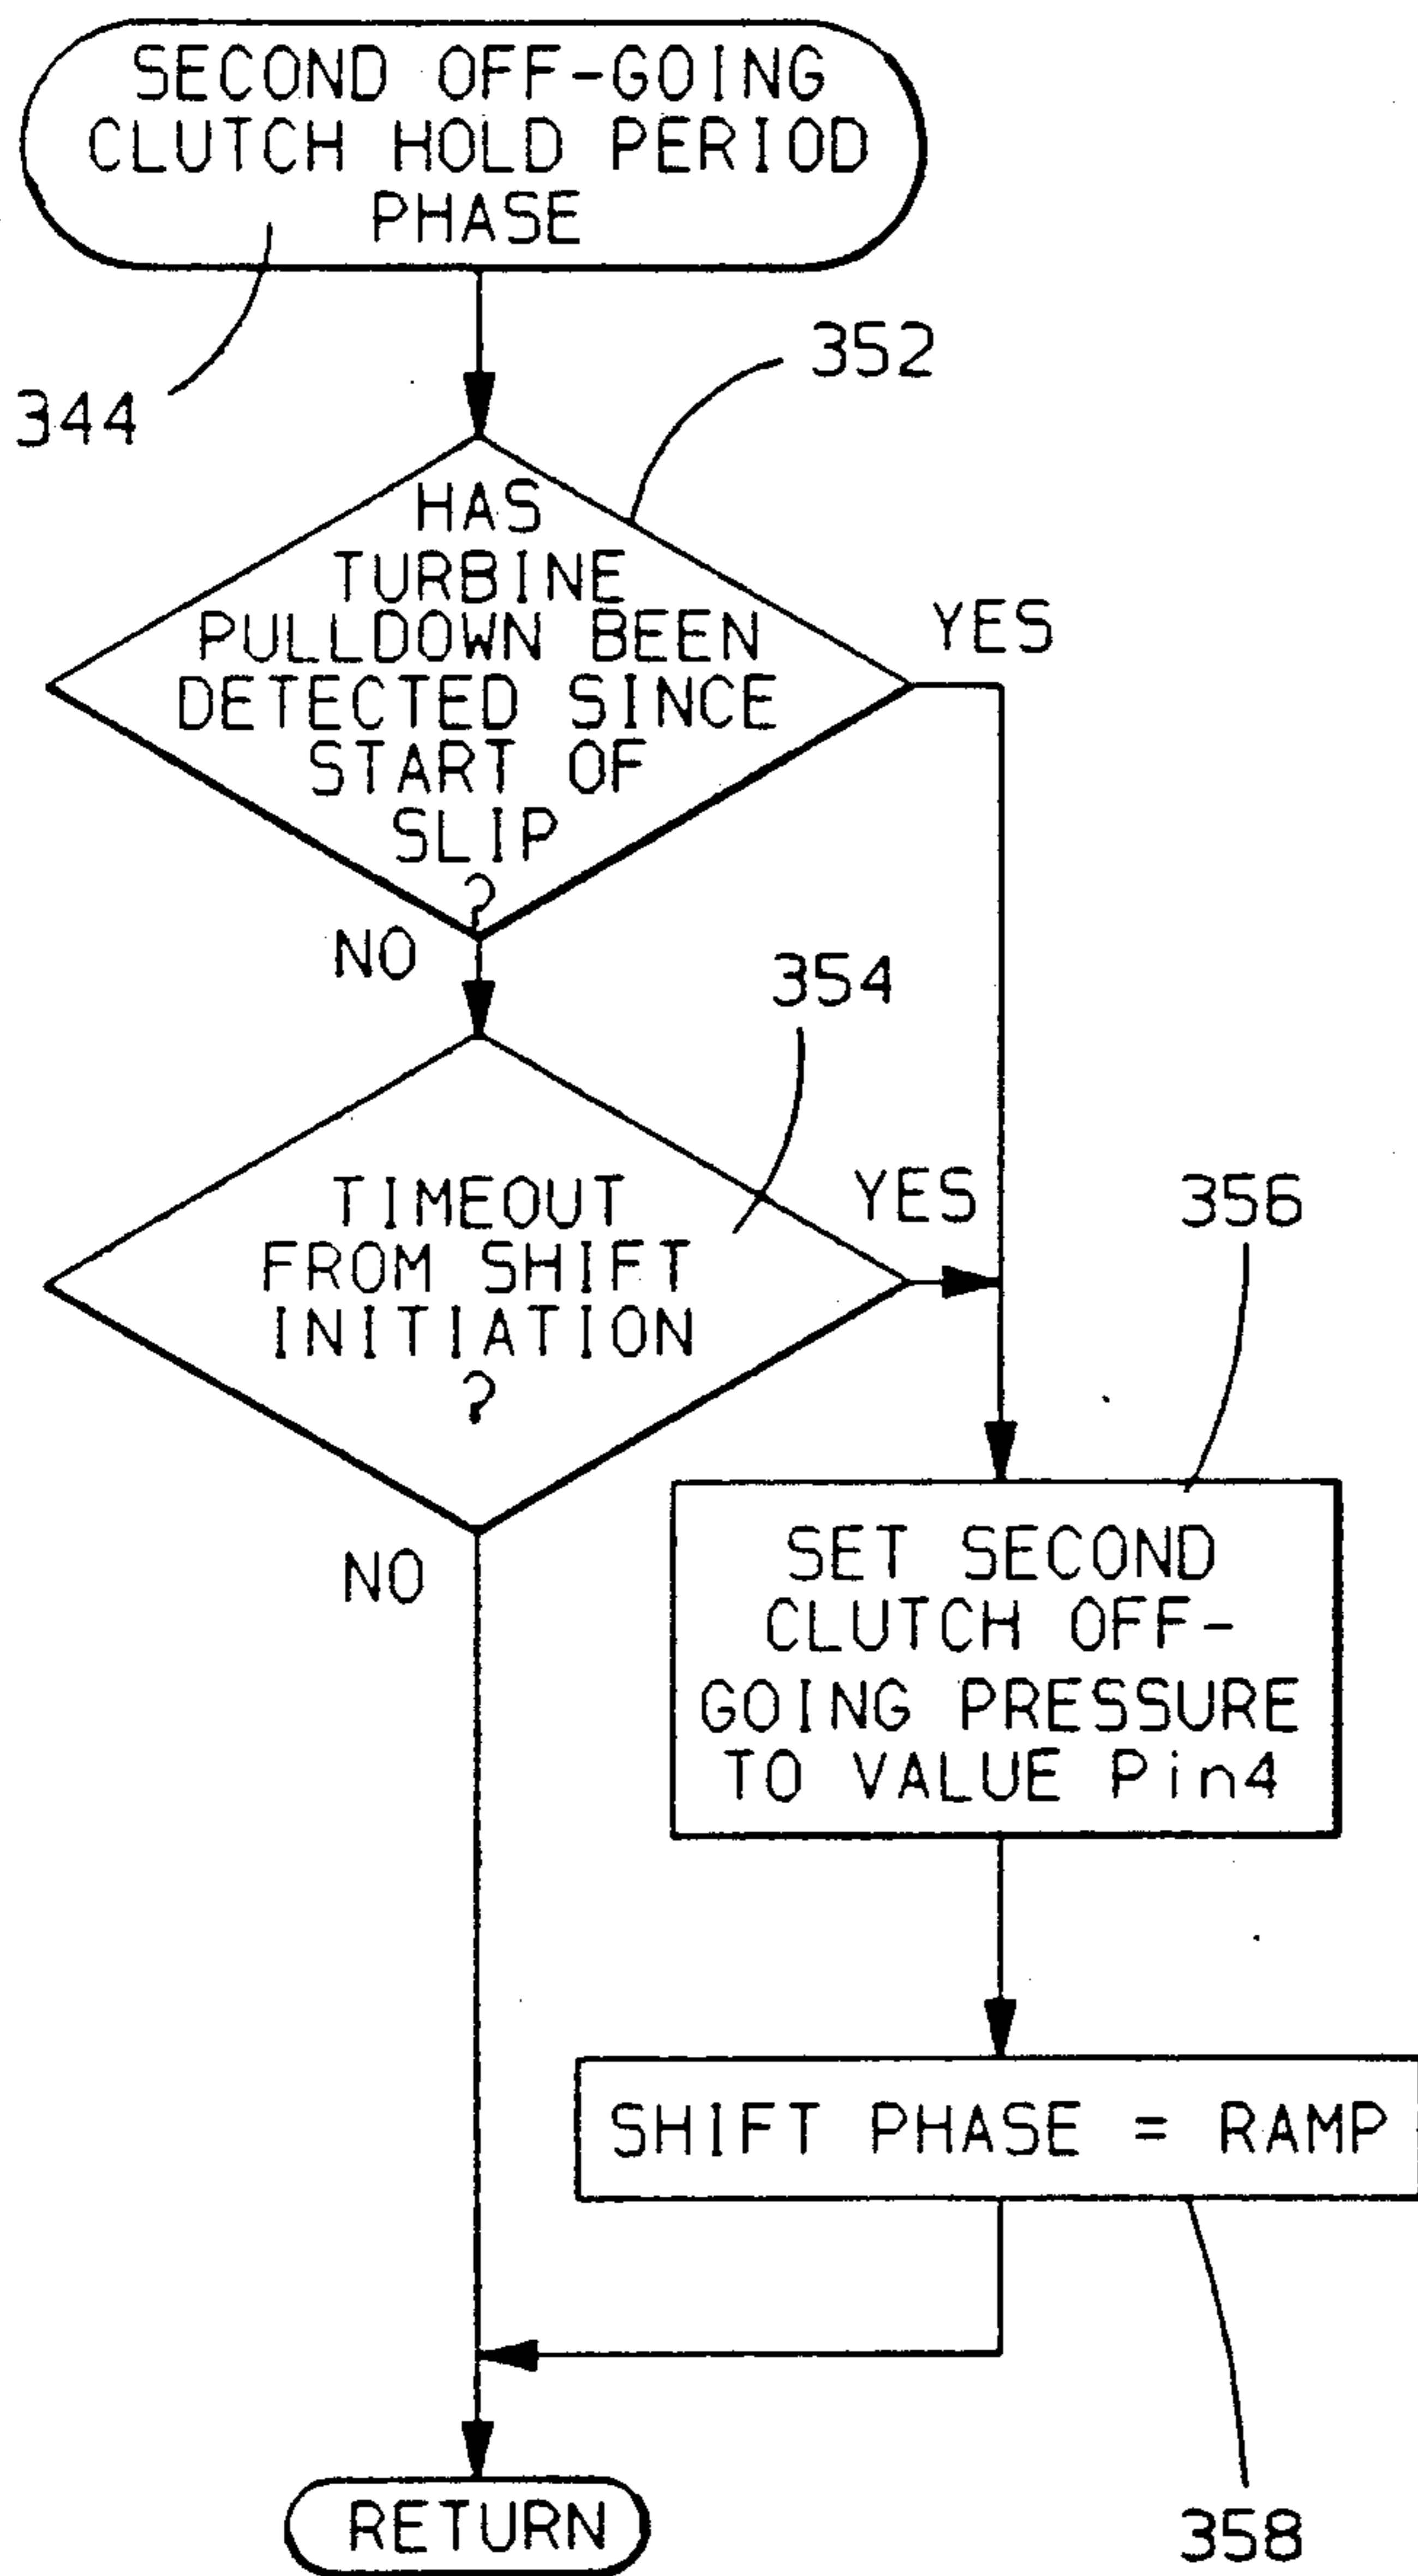 SECOND OFF-GOING
CLUTCH HOLD PERIOD
PHASE
344
352
HAS
TURBINE
PULLDOWN BEEN
DETECTED SINCE
START OF
SLIP
?
YES
NO
354
TIMEOUT
FROM SHIFT
INITIATION
?
YES
356
NO
SET SECOND
CLUTCH OFF-
GOING PRESSURE
TO VALUE Pin4
SHIFT PHASE = RAMP
RETURN
358